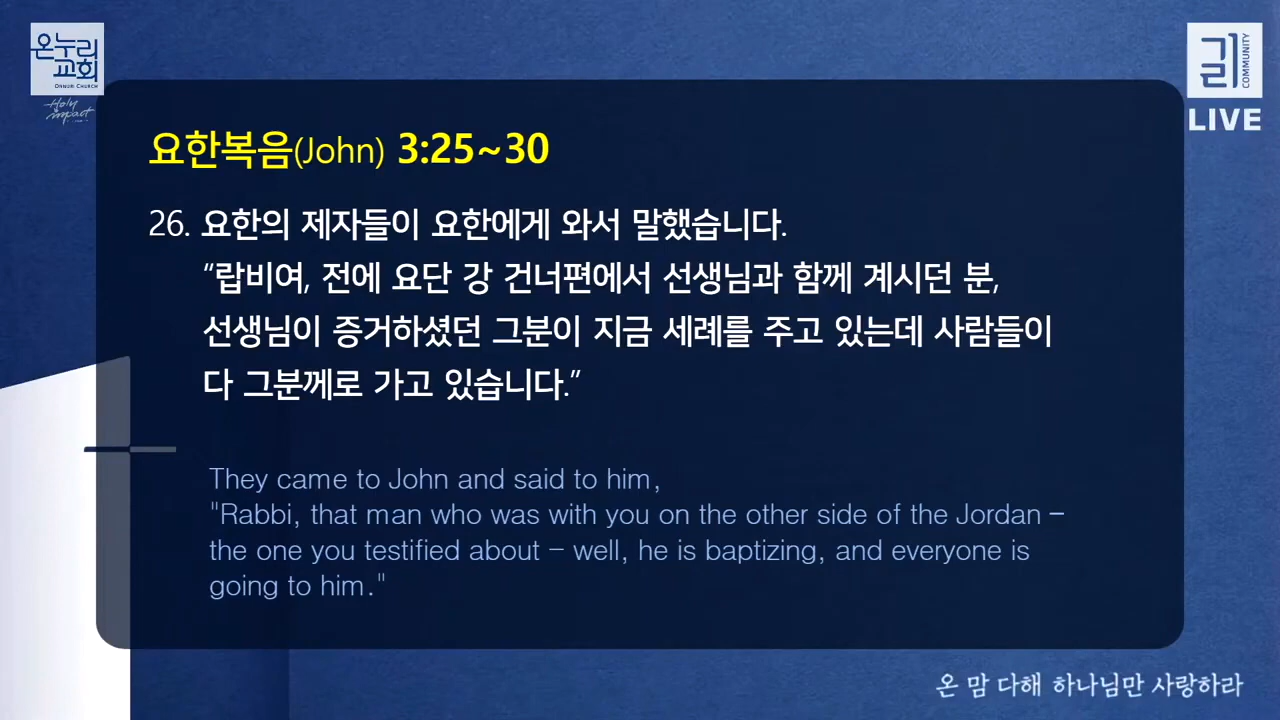 온누리
교회
ONNURI CHURCH
Holy
impact
리
COMMUNITY
LIVE
요한복음(John) 3:25~30
26. 요한의 제자들이 요한에게 와서 말했습니다.
“랍비여, 전에 요단 강 건너편에서 선생님과 함께 계시던 분,
선생님이 증거하셨던 그분이 지금 세례를 주고 있는데 사람들이
다 그분께로 가고 있습니다.”
They came to John and said to him,
"Rabbi, that man who was with you on the other side of the Jordan –
the one you testified about – well, he is baptizing, and everyone is
going to him."
온 맘 다해 하나님만 사랑하라